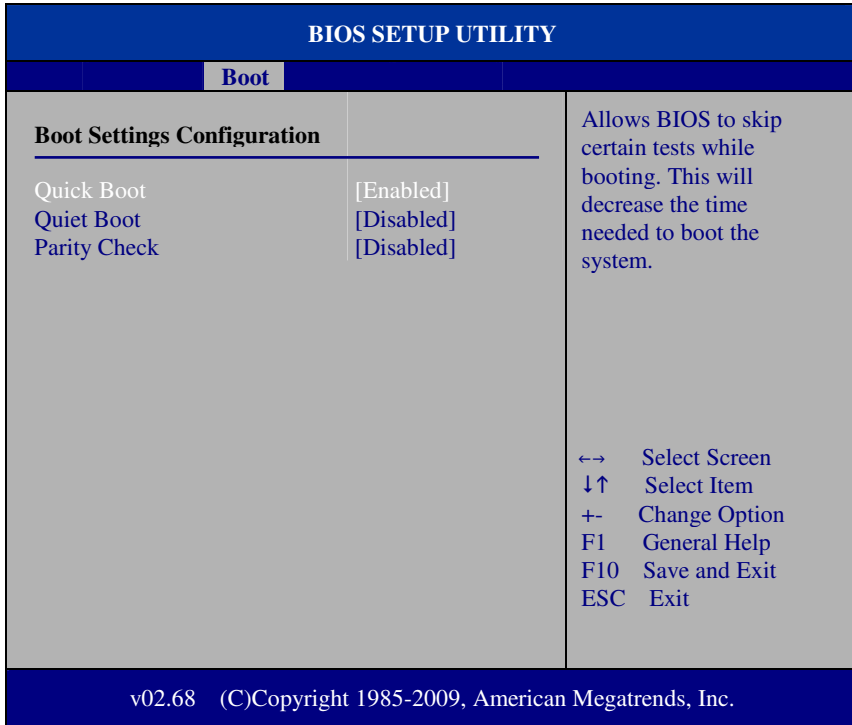 BIOS SETUP UTILITY
Boot
Boot Settings Configuration
Quick Boot [Enabled]
Quiet Boot [Disabled]
Parity Check [Disabled]
Allows BIOS to skip
certain tests while
booting. This will
decrease the time
needed to boot the
system.
←→ Select Screen
↓↑ Select Item
+- Change Option
F1 General Help
F10 Save and Exit
ESC Exit
v02.68 (C)Copyright 1985-2009, American Megatrends, Inc.